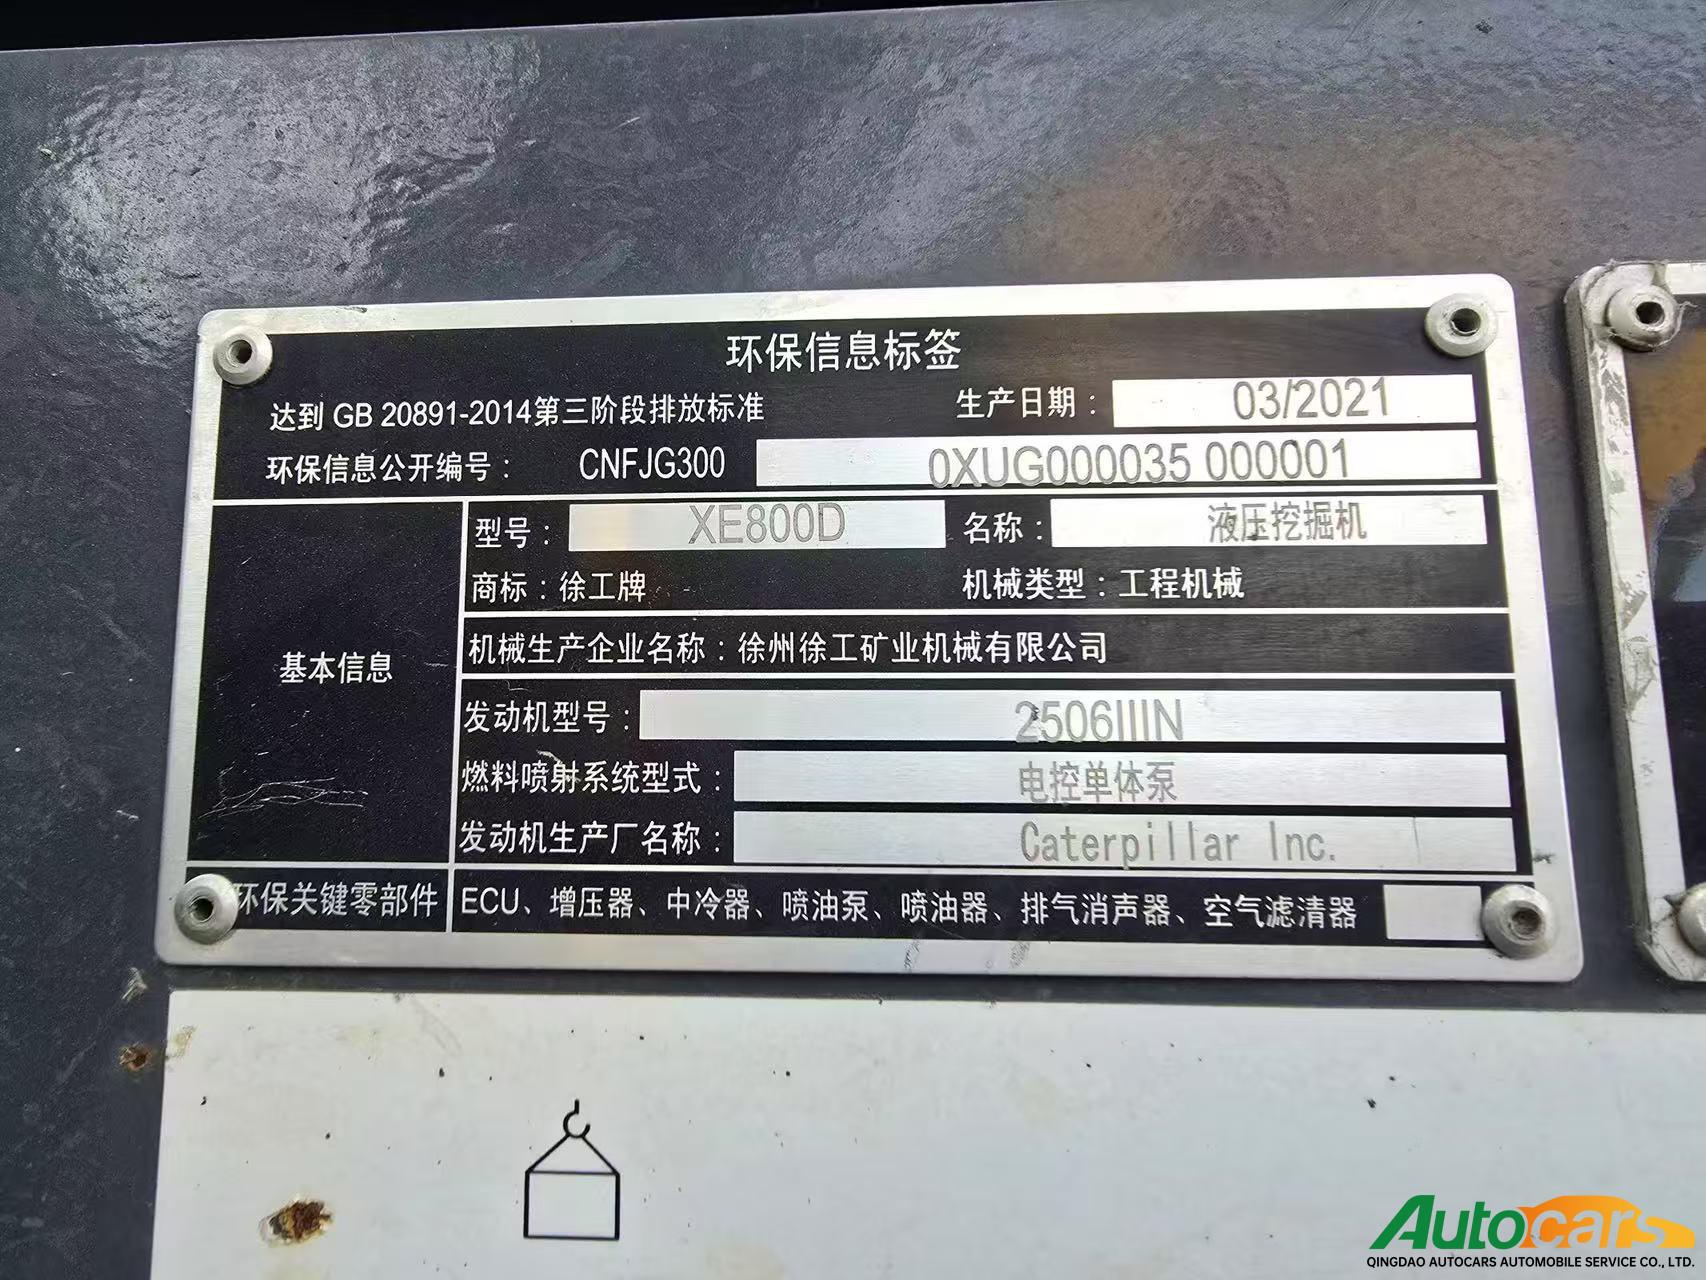 环保信息标签
达到 GB 20891-2014第三阶段排放标准 生产日期：03/2021
环保信息公开编号：CNFJG300 0XUG000035 000001
基本信息
型号：XE800D 名称：液压挖掘机
商标：徐工牌 机械类型：工程机械
机械生产企业名称：徐州徐工矿业机械有限公司
发动机型号：2506IIIN
燃料喷射系统型式：电控单体泵
发动机生产厂名称：Caterpillar Inc.
环保关键零部件 ECU、增压器、中冷器、喷油泵、喷油器、排气消声器、空气滤清器
Autocars
QINGDAO AUTOCARS AUTOMOBILE SERVICE CO., LTD.